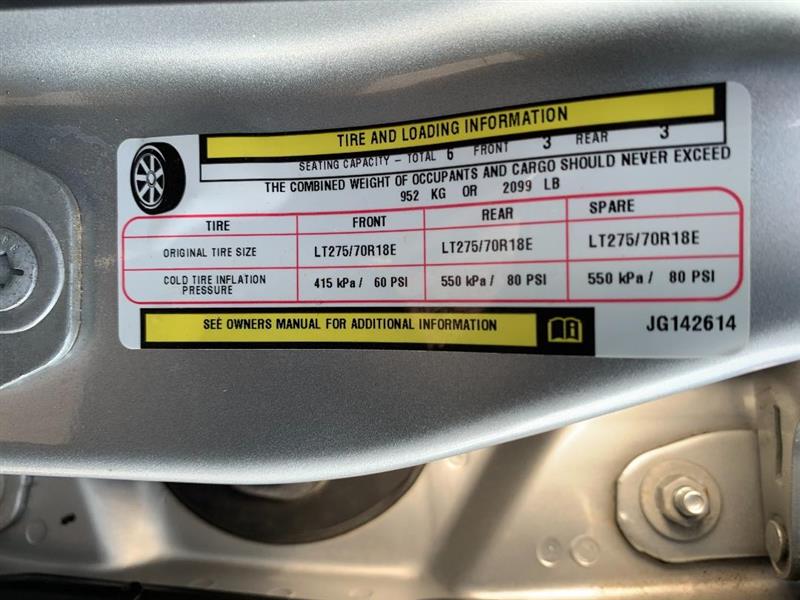 TIRE AND LOADING INFORMATION
SEATING CAPACITY – TOTAL 6 FRONT 3 REAR 3
THE COMBINED WEIGHT OF OCCUPANTS AND CARGO SHOULD NEVER EXCEED
952 KG OR 2099 LB
TIRE FRONT REAR SPARE
ORIGINAL TIRE SIZE LT275/70R18E LT275/70R18E LT275/70R18E
COLD TIRE INFLATION PRESSURE 415 kPa / 60 PSI 550 kPa / 80 PSI 550 kPa / 80 PSI
SEE OWNERS MANUAL FOR ADDITIONAL INFORMATION JG142614